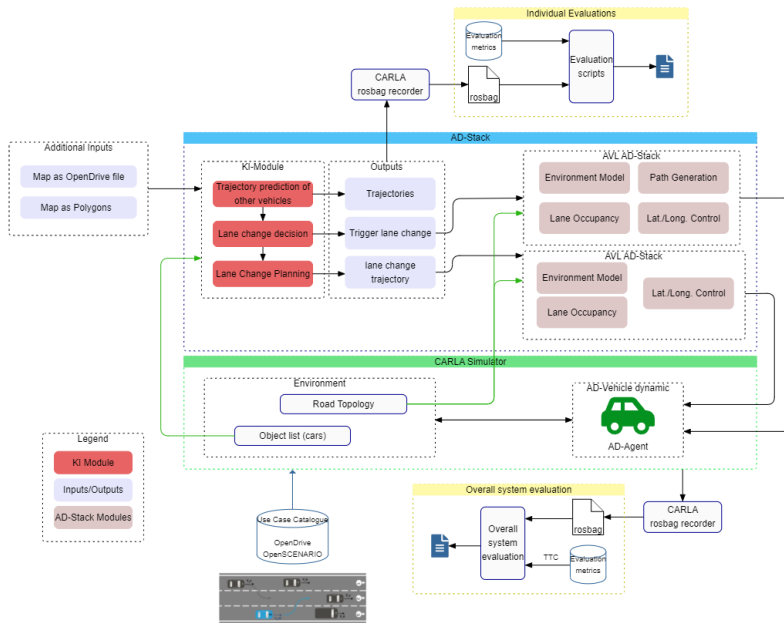 Individual Evaluations
Evaluation
metrics
Evaluation
scripts
CARLA
rosbag recorder
rosbag
AD-Stack
Additional Inputs
Map as OpenDrive file
Map as Polygons
KI-Module
Trajectory prediction of
other vehicles
Lane change decision
Lane Change Planning
Outputs
Trajectories
Trigger lane change
lane change
trajectory
AVL AD-Stack
Environment Model
Path Generation
Lane Occupancy
Lat./Long. Control
AVL AD-Stack
Environment Model
Lat./Long. Control
Lane Occupancy
CARLA Simulator
Environment
Road Topology
Object list (cars)
AD-Vehicle dynamic
AD-Agent
Legend
KI Module
Inputs/Outputs
AD-Stack Modules
Use Case Catalogue
OpenDrive
OpenSCENARIO
Overall system evaluation
Overall
system
evaluation
rosbag
TTC
Evaluation
metrics
CARLA
rosbag recorder